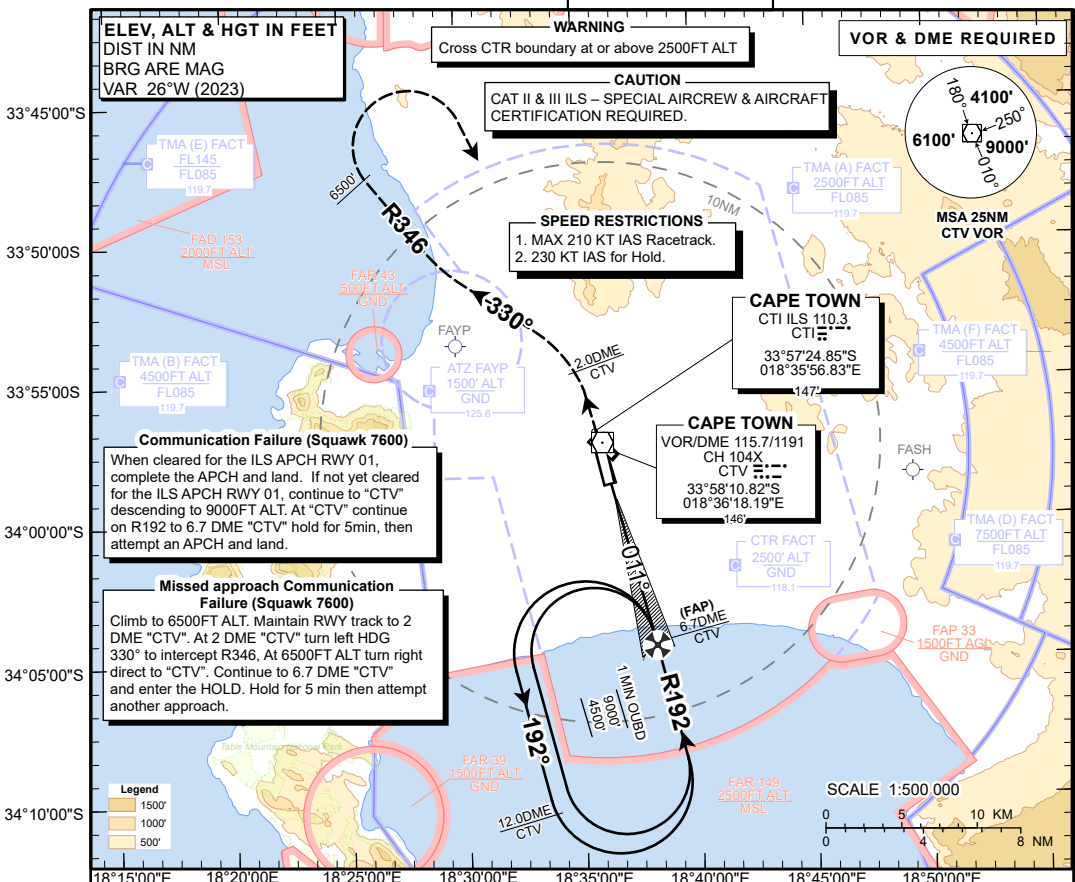 ELEV, ALT & HGT IN FEET
DIST IN NM
BRG ARE MAG
VAR 26°W (2023)
WARNING
Cross CTR boundary at or above 2500FT ALT
VOR & DME REQUIRED
CAUTION
CAT II & III ILS – SPECIAL AIRCREW & AIRCRAFT
CERTIFICATION REQUIRED.
180°
4100'
250°
6100'
9000'
010°
MSA 25NM
CTV VOR
33°45'00"S
33°50'00"S
33°55'00"S
34°00'00"S
34°05'00"S
34°10'00"S
TMA (E) FACT
FL145
FL085
119.7
C
TMA (A) FACT
2500FT ALT
FL085
119.7
C
6500'
R346
10NM
SPEED RESTRICTIONS
1. MAX 210 KT IAS Racetrack.
2. 230 KT IAS for Hold.
FAD 153
2000FT ALT
MSL
FAR 43
500FT ALT
GND
330°
FAYP
CAPE TOWN
CTI ILS 110.3
CTI
33°57'24.85"S
018°35'56.83"E
147'
TMA (F) FACT
4500FT ALT
FL085
119.7
C
TMA (B) FACT
4500FT ALT
FL085
119.7
C
ATZ FAYP
1500' ALT
GND
125.6
C
2.0DME
CTV
CAPE TOWN
VOR/DME 115.7/1191
CH 104X
CTV
33°58'10.82"S
018°36'18.19"E
146'
FASH
Communication Failure (Squawk 7600)
When cleared for the ILS APCH RWY 01,
complete the APCH and land. If not yet cleared
for the ILS APCH RWY 01, continue to “CTV”
descending to 9000FT ALT. At “CTV” continue
on R192 to 6.7 DME "CTV" hold for 5min, then
attempt an APCH and land.
CTR FACT
2500' ALT
GND
118.1
C
TMA (D) FACT
7500FT ALT
FL085
119.7
C
011°
(FAP)
6.7DME
CTV
Missed approach Communication
Failure (Squawk 7600)
Climb to 6500FT ALT. Maintain RWY track to 2
DME "CTV". At 2 DME "CTV" turn left HDG
330° to intercept R346, At 6500FT ALT turn right
direct to “CTV”. Continue to 6.7 DME "CTV"
and enter the HOLD. Hold for 5 min then attempt
another approach.
FAP 33
1500FT AGL
GND
1 MIN OUBD
9000'
4500'
R192
192°
Table Mountain National Park
FAR 39
1500FT ALT
GND
FAR 149
2500FT ALT
MSL
12.0DME
CTV
Legend
1500'
1000'
500'
SCALE 1:500 000
0 5 10 KM
0 8 NM
18°15'00"E
18°20'00"E
18°25'00"E
18°30'00"E
18°35'00"E
18°40'00"E
18°45'00"E
18°50'00"E